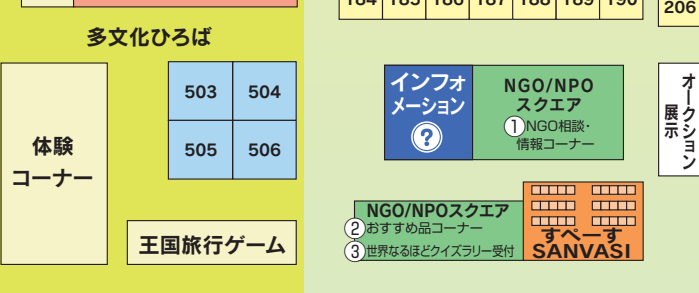 184 185 186 187 188 189 190
206
多文化ひろば
503 504
505 506
体験
コーナー
王国旅行ゲーム
インフォ
メーション
?
NGO/NPO
スクエア
①NGO相談・
情報コーナー
オークション
展示
NGO/NPOスクエア
②おすすめ品コーナー
③世界なるほどクイズラリー受付
すぺーす
SANVASI